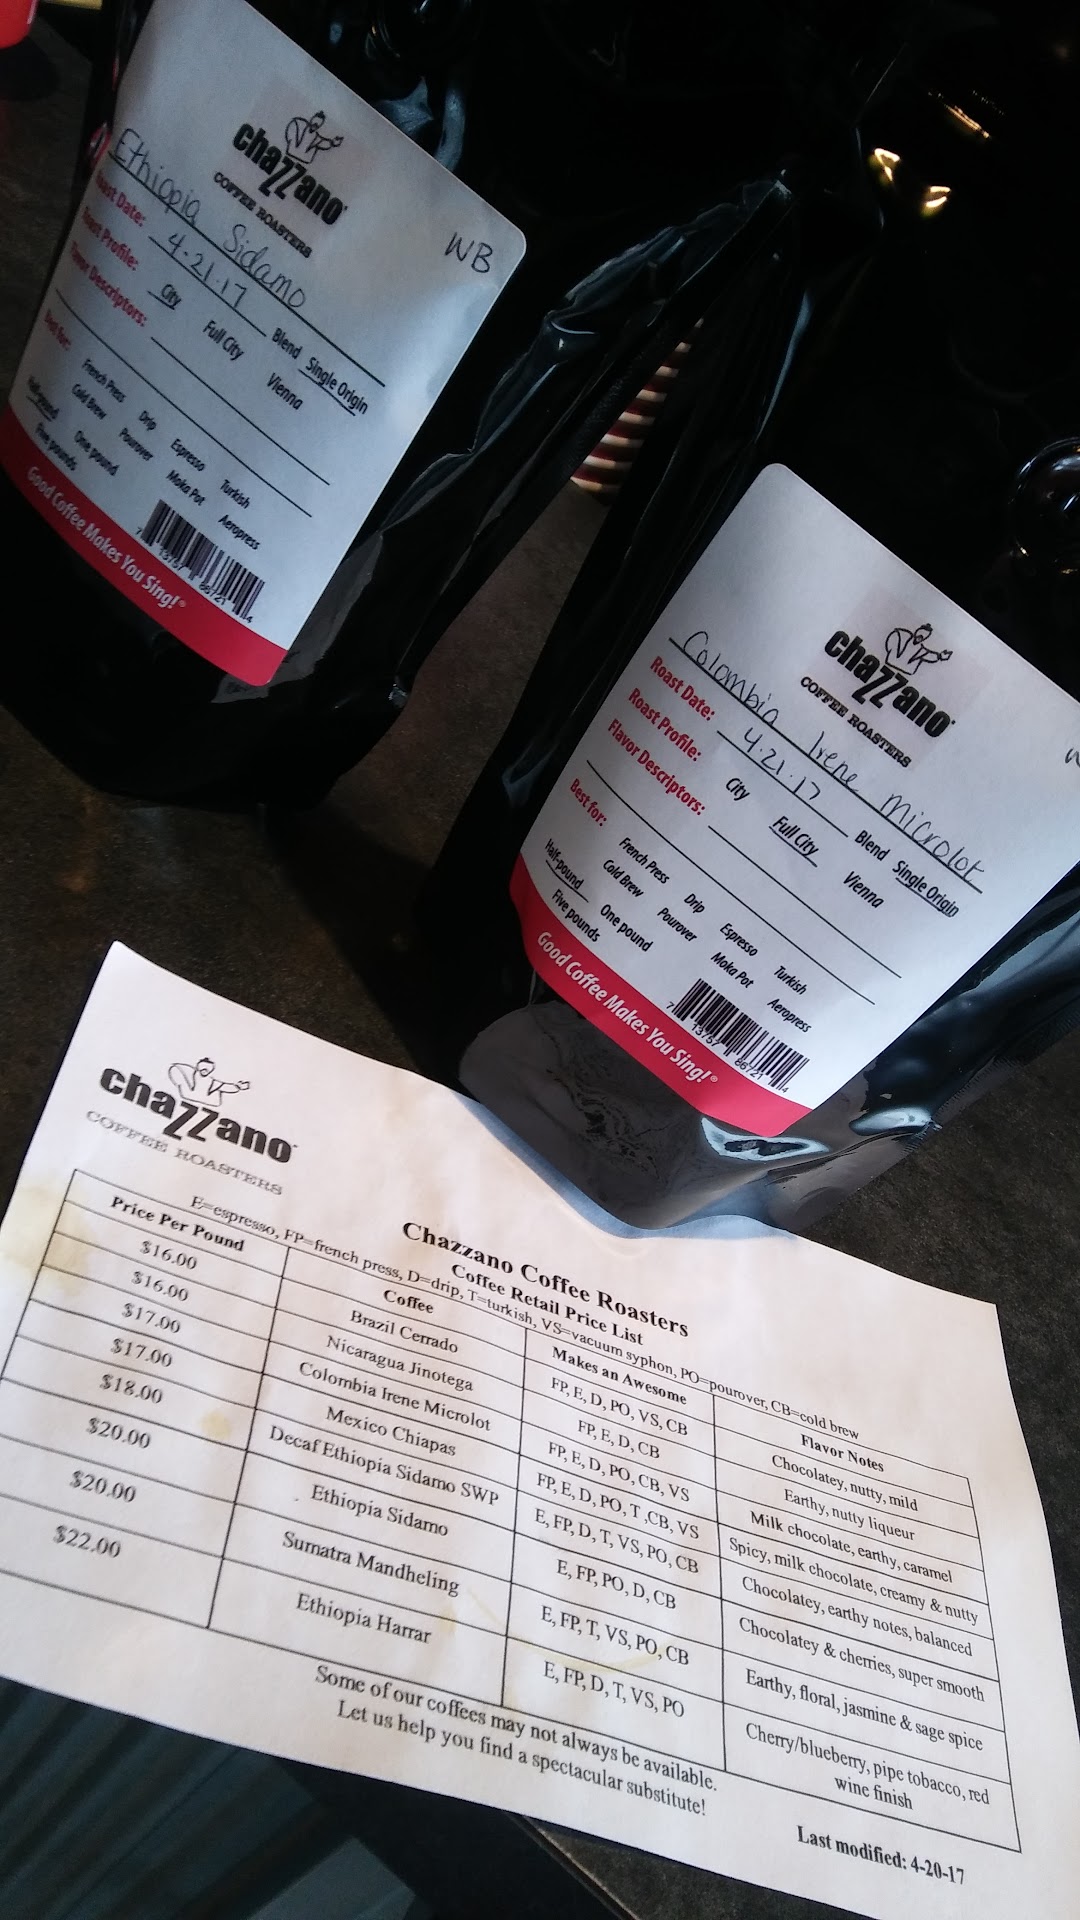 chazzano
COFFEE ROASTERS
WB
Ethiopia Sidamo
Roast Date: 4.21.17 Blend Single Origin
Roast Profile: City Full City Vienna
Flavor Descriptors:
Best for: French Press Drip Espresso Turkish
Cold Brew Pourover Moka Pot Aeropress
Half-pound One pound
Five pounds
7 13757 86721 4
Good Coffee Makes You Sing!®
chazzano
COFFEE ROASTERS
Colombia Irene Microlot
Roast Date: 4.21.17 Blend Single Origin
Roast Profile: City Full City Vienna
Flavor Descriptors:
Best for: French Press Drip Espresso Turkish
Cold Brew Pourover Moka Pot Aeropress
Half-pound One pound
Five pounds
7 13757 86721 4
Good Coffee Makes You Sing!®
chazzano
COFFEE ROASTERS
Chazzano Coffee Roasters
Coffee Retail Price List
E=espresso, FP=french press, D=drip, T=turkish, VS=vacuum syphon, PO=pourover, CB=cold brew
Price Per Pound Coffee Makes an Awesome Flavor Notes
$16.00 Brazil Cerrado FP, E, D, PO, VS, CB Chocolatey, nutty, mild
$16.00 Nicaragua Jinotega FP, E, D, CB Earthy, nutty liqueur
$17.00 Colombia Irene Microlot FP, E, D, PO, CB, VS Milk chocolate, earthy, caramel
$17.00 Mexico Chiapas FP, E, D, PO, T ,CB, VS Spicy, milk chocolate, creamy & nutty
$18.00 Decaf Ethiopia Sidamo SWP E, FP, D, T, VS, PO, CB Chocolatey, earthy notes, balanced
$20.00 Ethiopia Sidamo E, FP, PO, D, CB Chocolatey & cherries, super smooth
$20.00 Sumatra Mandheling E, FP, T, VS, PO, CB Earthy, floral, jasmine & sage spice
$22.00 Ethiopia Harrar E, FP, D, T, VS, PO Cherry/blueberry, pipe tobacco, red
wine finish
Some of our coffees may not always be available.
Let us help you find a spectacular substitute!
Last modified: 4-20-17